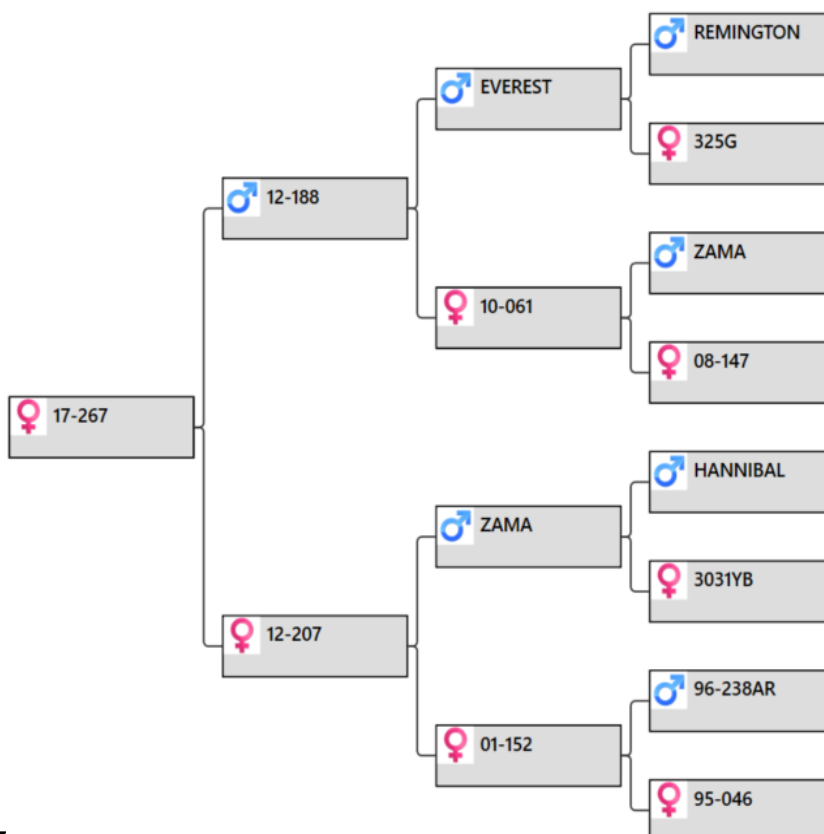 REMINGTON
EVEREST
325G
12-188
ZAMA
10-061
08-147
17-267
HANNIBAL
ZAMA
3031YB
12-207
96-238AR
01-152
95-046